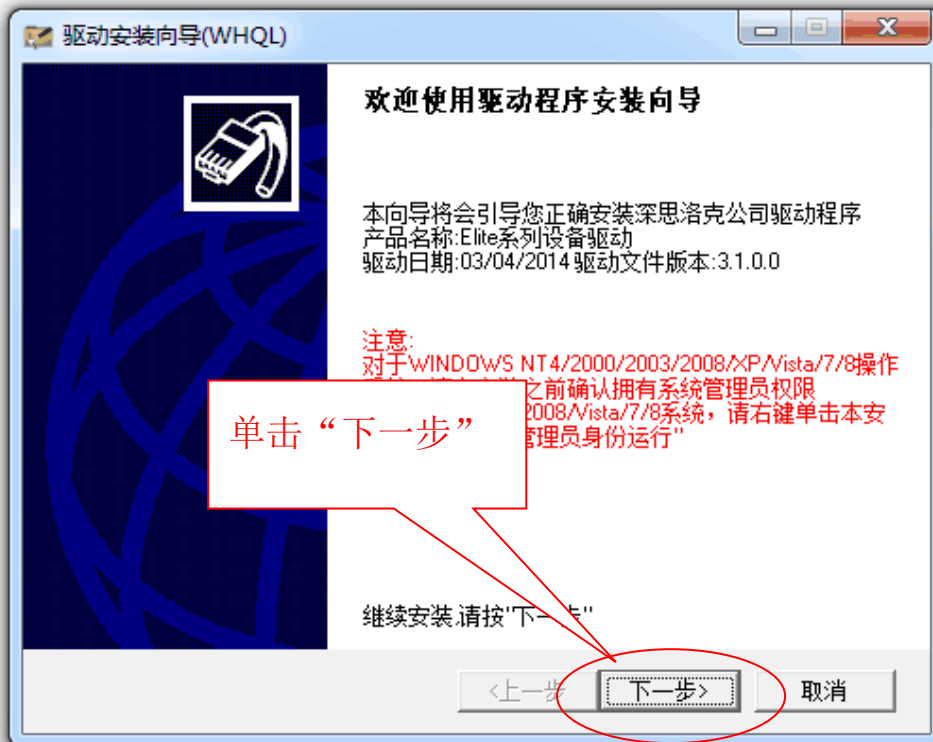 驱动安装向导(WHQL)
欢迎使用驱动程序安装向导
本向导将会引导您正确安装深思洛克公司驱动程序
产品名称:Elite系列设备驱动
驱动日期:03/04/2014 驱动文件版本:3.1.0.0
注意:
对于WINDOWS NT4/2000/2003/2008/XP/Vista/7/8操作
之前确认拥有系统管理员权限
2008/Vista/7/8系统，请右键单击本安
管理员身份运行"
单击“下一步”
继续安装,请按"下一步"
<上一步
下一步>
取消